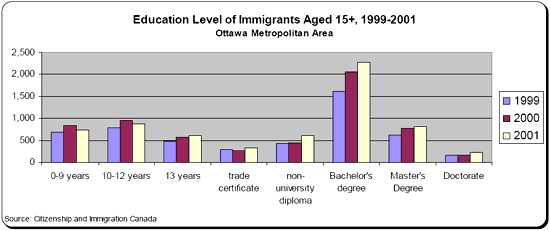 Education Level of Immigrants Aged 15+, 1999-2001
Ottawa Metropolitan Area
2,500
2,000
1,500
1,000
500
0
0-9 years
10-12 years
13 years
trade certificate
non-university diploma
Bachelor's degree
Master's Degree
Doctorate
1999
2000
2001
Source: Citizenship and Immigration Canada